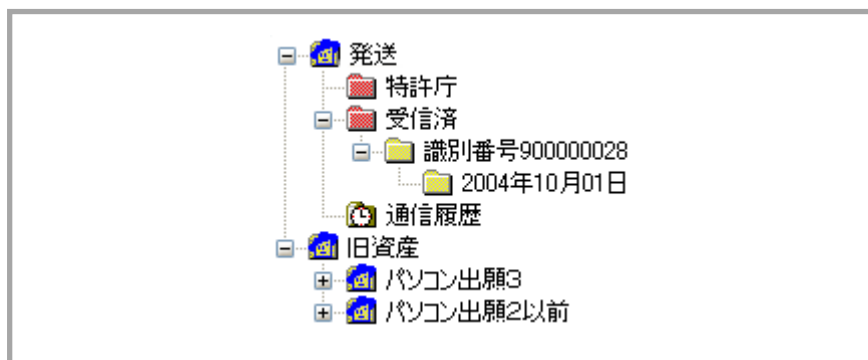 発送
特許庁
受信済
識別番号900000028
2004年10月01日
通信履歴
旧資産
パソコン出願3
パソコン出願2以前